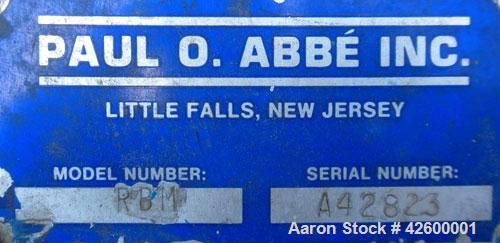 PAUL O. ABBÉ INC.
LITTLE FALLS, NEW JERSEY
MODEL NUMBER: SERIAL NUMBER:
RBM A42823
Aaron Stock # 42600001